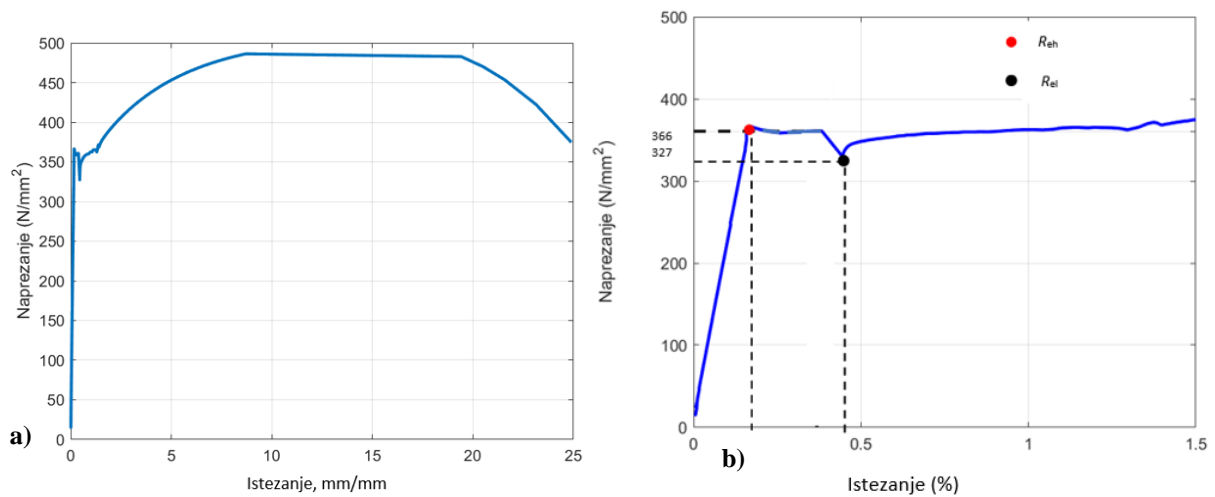 500
450
400
350
300
250
200
150
100
50
0
Naprezanje (N/mm²)
0 5 10 15 20 25
Istezanje, mm/mm
a)
500
400
366
327
300
200
100
0
Naprezanje (N/mm²)
Reh
Rel
0 0.5 1 1.5
Istezanje (%)
b)